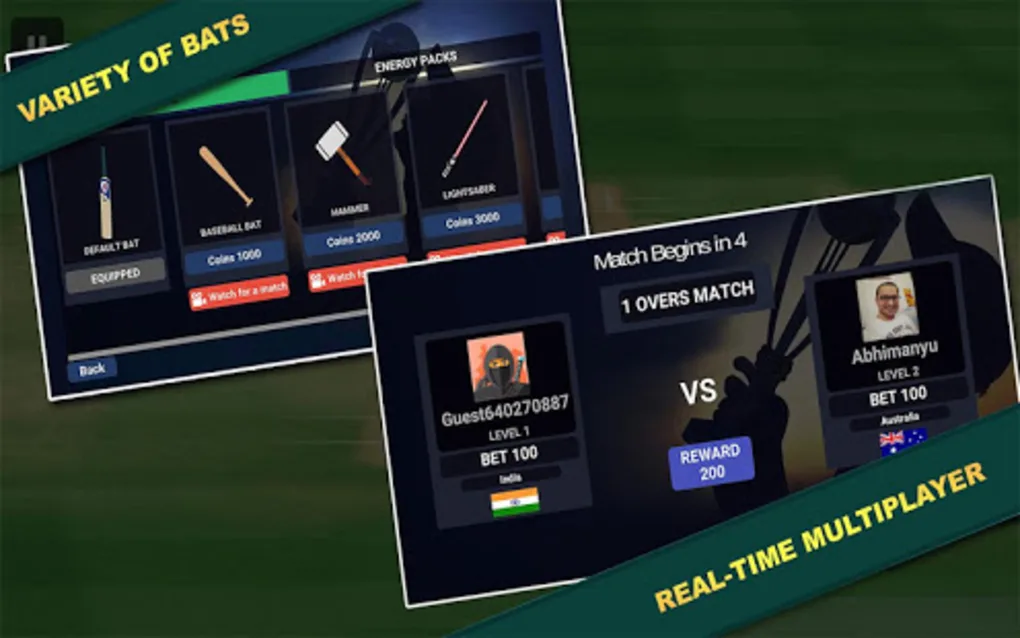 VARIETY OF BATS
ENERGY PACKS
DEFAULT BAT
EQUIPPED
BASEBALL BAT
Coins 1000
Watch for a match
HAMMER
Coins 2000
Watch fo
LIGHTSABER
Coins 3000
Back
Match Begins in 4
1 OVERS MATCH
Guest640270887
LEVEL 1
BET 100
India
VS
REWARD
200
Abhimanyu
LEVEL 2
BET 100
Australia
REAL-TIME MULTIPLAYER